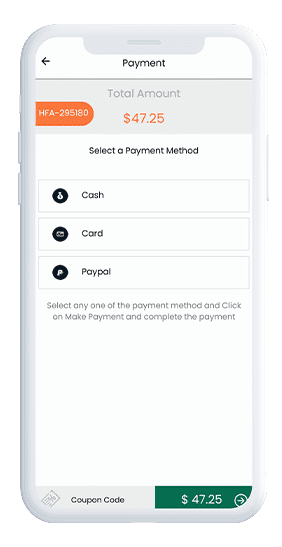 Payment
Total Amount
HFA-295180
$47.25
Select a Payment Method
Cash
Card
Paypal
Select any one of the payment method and Click
on Make Payment and complete the payment
Coupon Code
$ 47.25